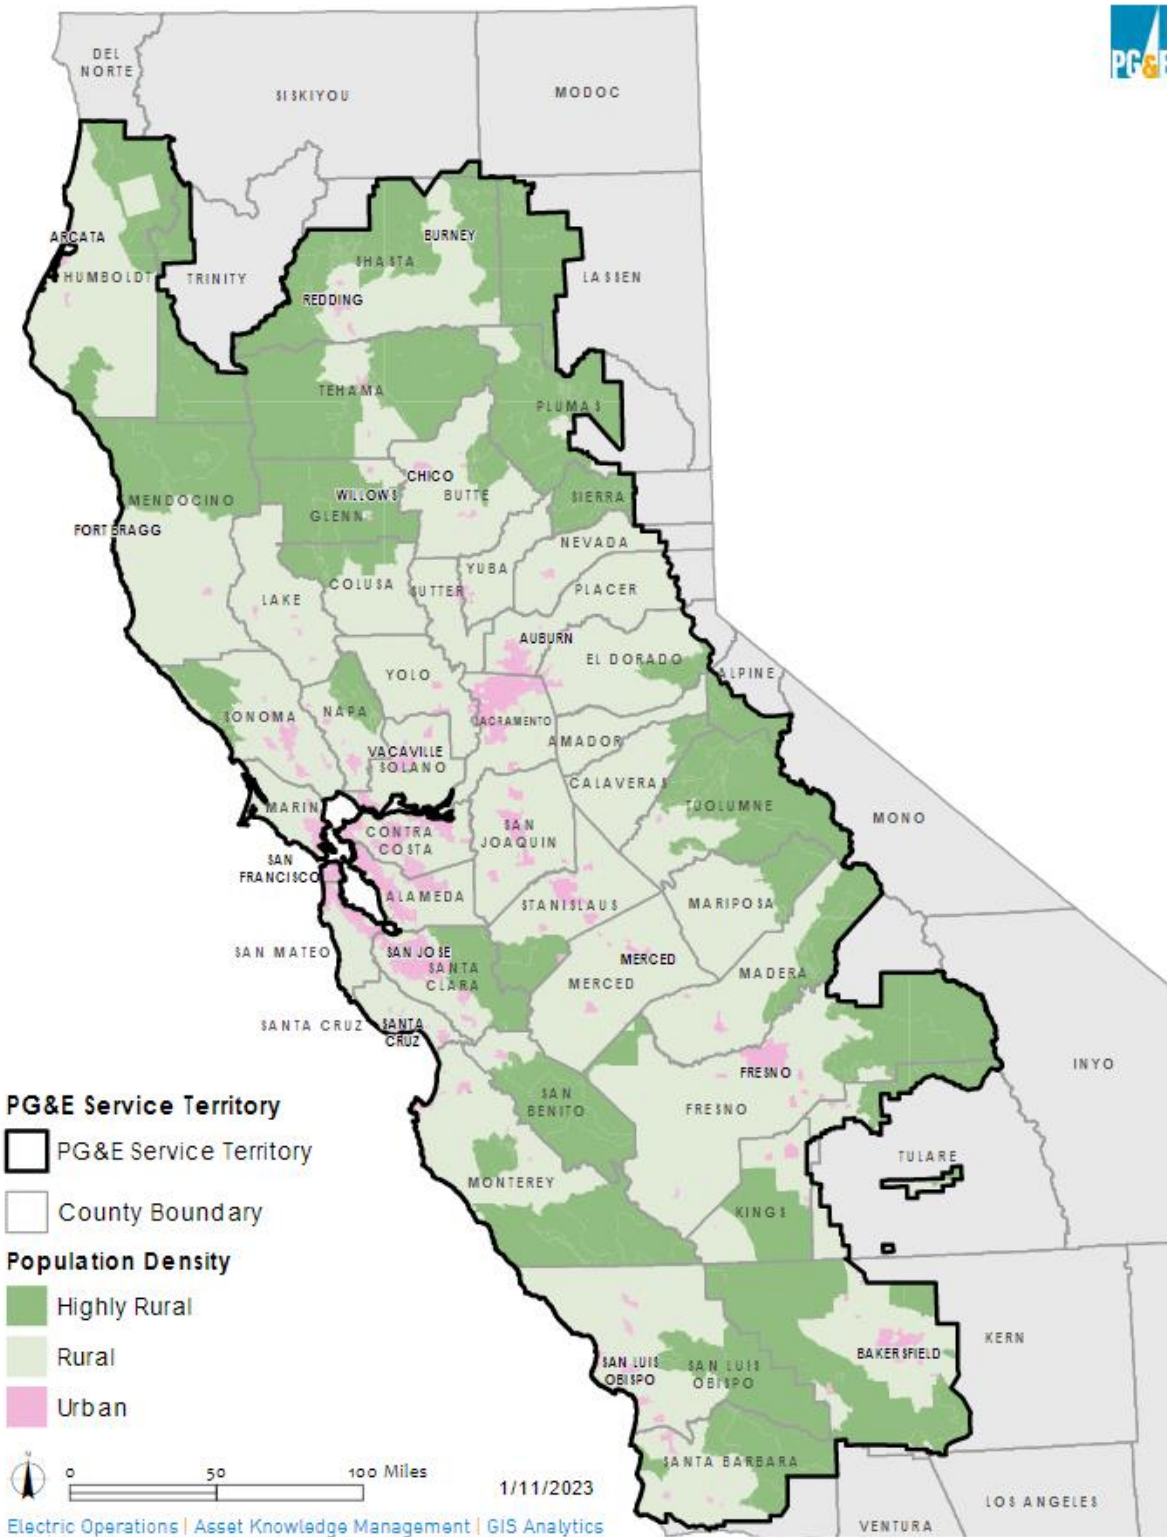 PG&E
DEL
NORTE
SISKIYOU
MODOC
ARCATA
HUMBOLDT
TRINITY
BURNEY
SHASTA
REDDING
LASSEN
TEHAMA
PLUMAS
CHICO
WILLOWS
BUTTE
GLENN
SIERRA
MENDOCINO
FORT BRAGG
NEVADA
YUBA
COLUSA
SUTTER
PLACER
LAKE
AUBURN
EL DORADO
YOLO
ALPINE
SONOMA
NAPA
SACRAMENTO
AMADOR
VACAVILLE
SOLANO
CALAVERAS
MARIN
TUOLUMNE
MONO
CONTRA
COSTA
SAN
JOAQUIN
SAN
FRANCISCO
ALAMEDA
STANISLAUS
MARIPOSA
SAN MATEO
SAN JOSE
SANTA
CLARA
MERCED
MERCED
MADERA
SANTA CRUZ
SANTA
CRUZ
FRESNO
INYO
SAN
BENITO
FRESNO
MONTEREY
TULARE
KINGS
SAN LUIS
OBISPO
SAN LUIS
OBISPO
BAKERSFIELD
KERN
SANTA BARBARA
VENTURA
LOS ANGELES
PG&E Service Territory
PG&E Service Territory
County Boundary
Population Density
Highly Rural
Rural
Urban
N
0 50 100 Miles
1/11/2023
Electric Operations | Asset Knowledge Management | GIS Analytics